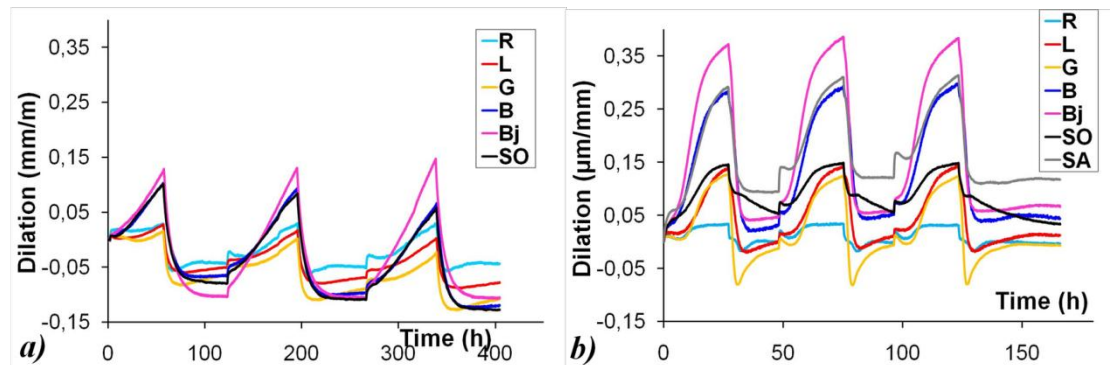 0,35
0,25
0,15
0,05
-0,05
-0,15
Dilation (mm/m)
R
L
G
B
Bj
SO
Time (h)
0
100
200
300
400
a)
0,35
0,25
0,15
0,05
-0,05
-0,15
Dilation (µm/mm)
R
L
G
B
Bj
SO
SA
Time (h)
0
50
100
150
b)